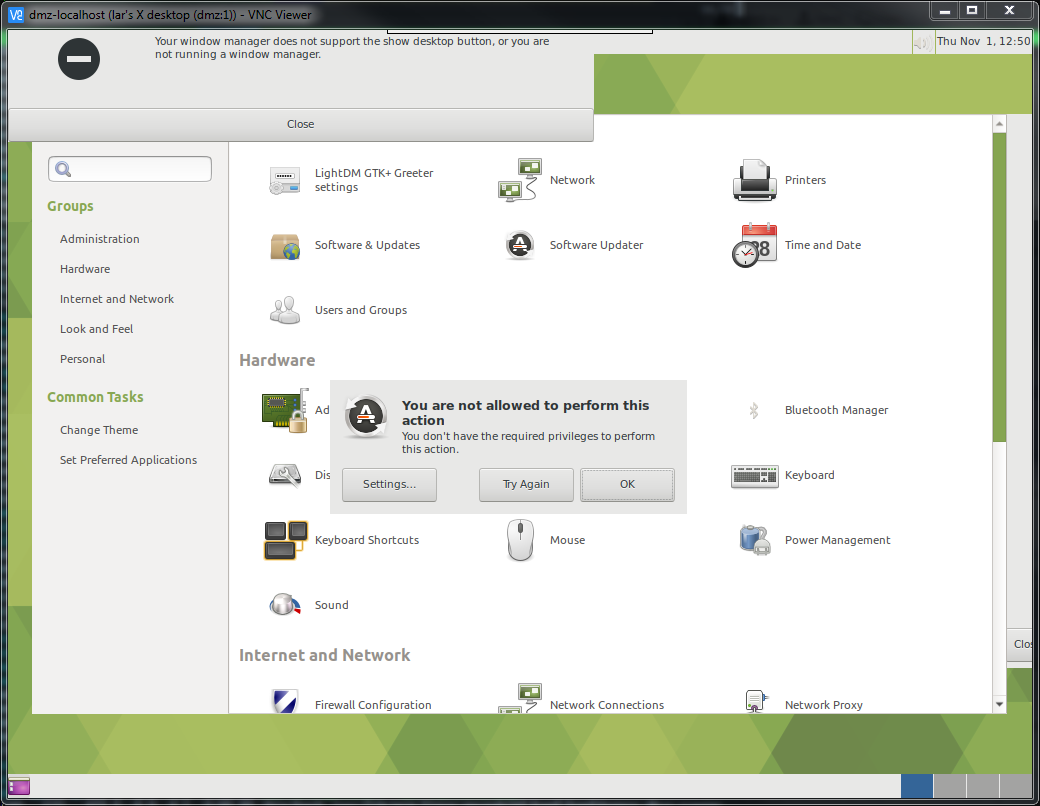 dmz-localhost (lar's X desktop (dmz:1)) - VNC Viewer
Your window manager does not support the show desktop button, or you are
not running a window manager.
Thu Nov 1, 12:50
Close
Groups
Administration
Hardware
Internet and Network
Look and Feel
Personal
Common Tasks
Change Theme
Set Preferred Applications
LightDM GTK+ Greeter
settings
Network
Printers
Software & Updates
Software Updater
Time and Date
Users and Groups
Hardware
Ad
Bluetooth Manager
Dis
Keyboard
Keyboard Shortcuts
Mouse
Power Management
Sound
Internet and Network
Firewall Configuration
Network Connections
Network Proxy
You are not allowed to perform this
action
You don't have the required privileges to perform
this action.
Settings...
Try Again
OK
Clos